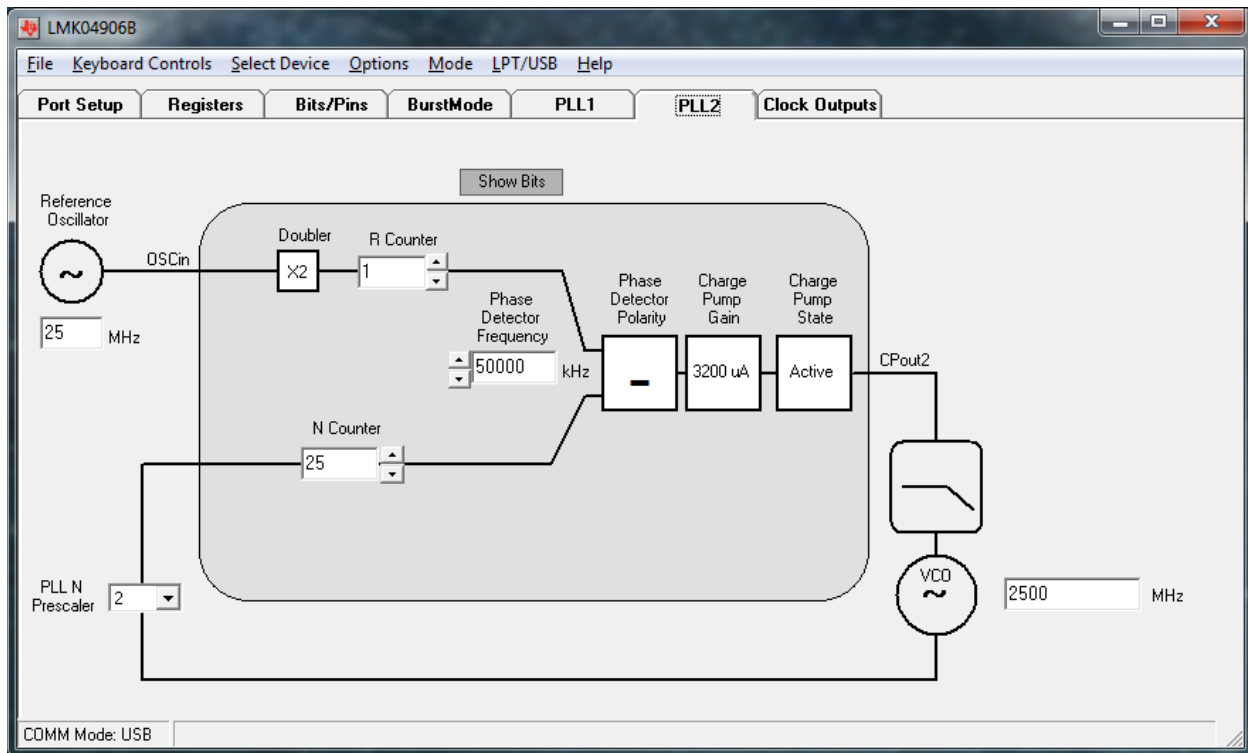 LMK04906B
File Keyboard Controls Select Device Options Mode LPT/USB Help
Port Setup Registers Bits/Pins BurstMode PLL1 PLL2 Clock Outputs
Show Bits
Reference
Oscillator
OSCin
25 MHz
Doubler
X2
R Counter
1
Phase
Detector
Frequency
50000 kHz
Phase
Detector
Polarity
-
Charge
Pump
Gain
3200 uA
Charge
Pump
State
Active
CPout2
N Counter
25
PLL N
Prescaler
2
VCO
2500 MHz
COMM Mode: USB